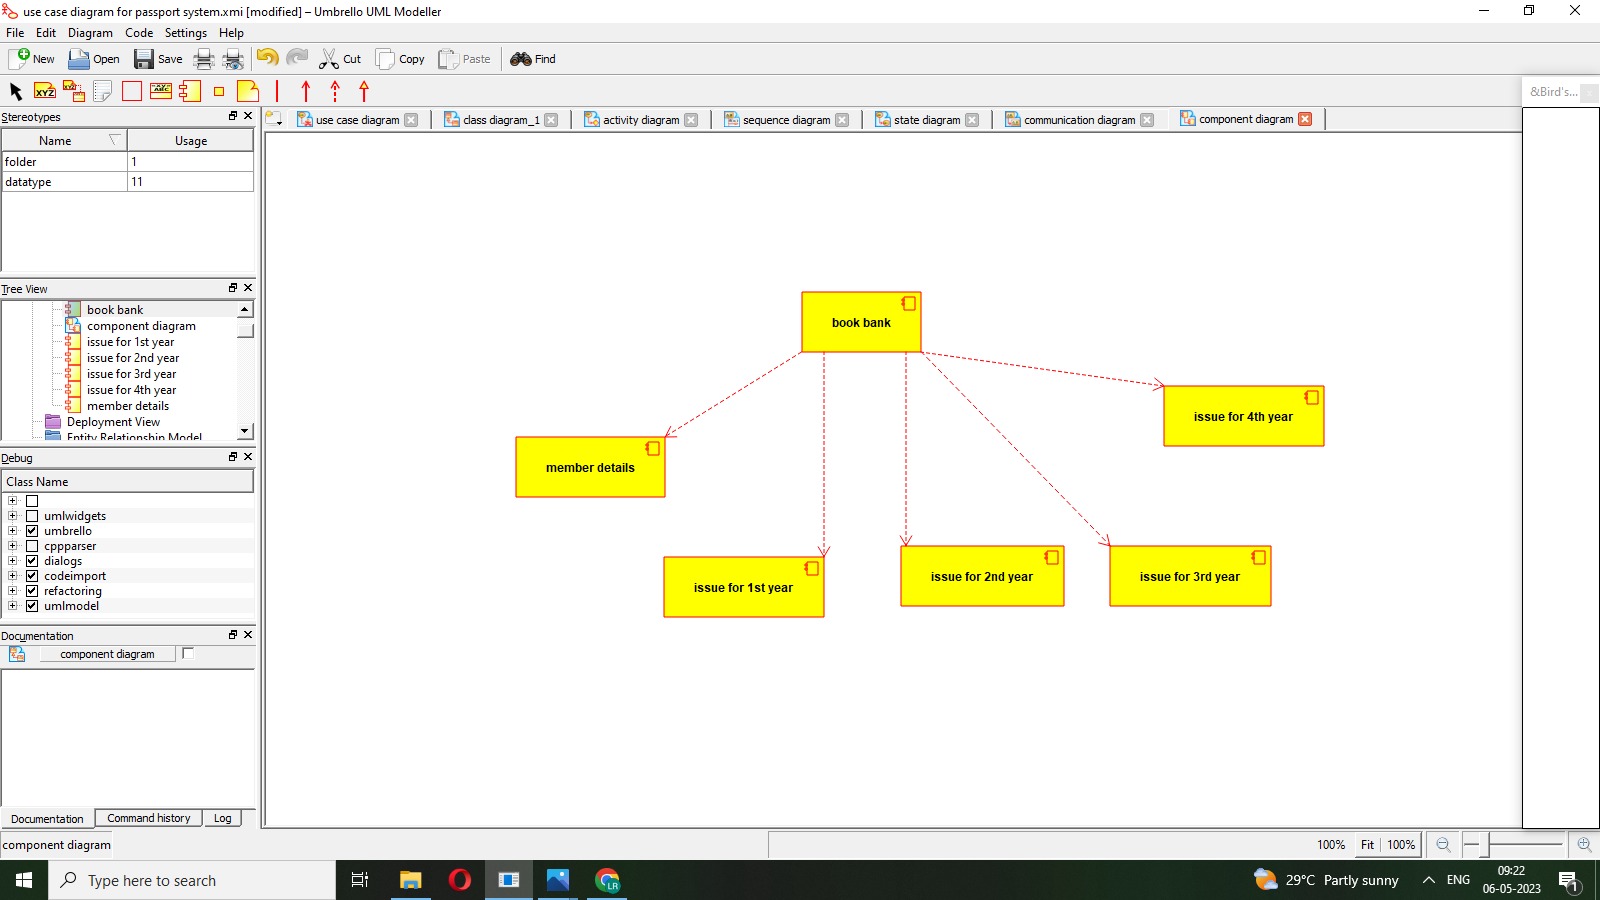 use case diagram for passport system.xmi [modified] – Umbrello UML Modeller
File Edit Diagram Code Settings Help
New Open Save Cut Copy Paste Find
XYZ
&Bird's...
Stereotypes
use case diagram class diagram_1 activity diagram sequence diagram state diagram communication diagram component diagram
Name Usage
folder 1
datatype 11
Tree View
book bank
component diagram
issue for 1st year
issue for 2nd year
issue for 3rd year
issue for 4th year
member details
Deployment View
Entity Relationship Model
Debug
Class Name
umlwidgets
umbrello
cppparser
dialogs
codeimport
refactoring
umlmodel
Documentation
component diagram
Documentation Command history Log
book bank
issue for 4th year
member details
issue for 2nd year
issue for 3rd year
issue for 1st year
component diagram
100% Fit 100%
Type here to search
LR
29°C Partly sunny
ENG
09:22
06-05-2023
1